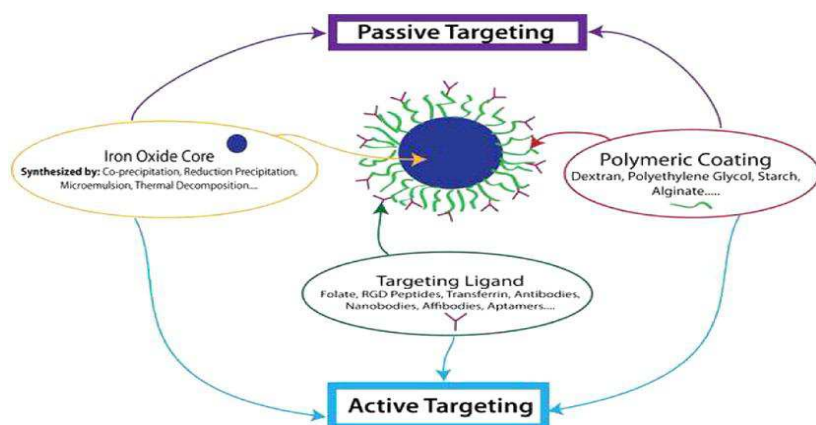 Passive Targeting
Iron Oxide Core
Synthesized by: Co-precipitation, Reduction Precipitation,
Microemulsion, Thermal Decomposition....
Polymeric Coating
Dextran, Polyethylene Glycol, Starch,
Alginate.....
Targeting Ligand
Folate, RGD Peptides, Transferrin, Antibodies,
Nanobodies, Affibodies, Aptamers....
Active Targeting